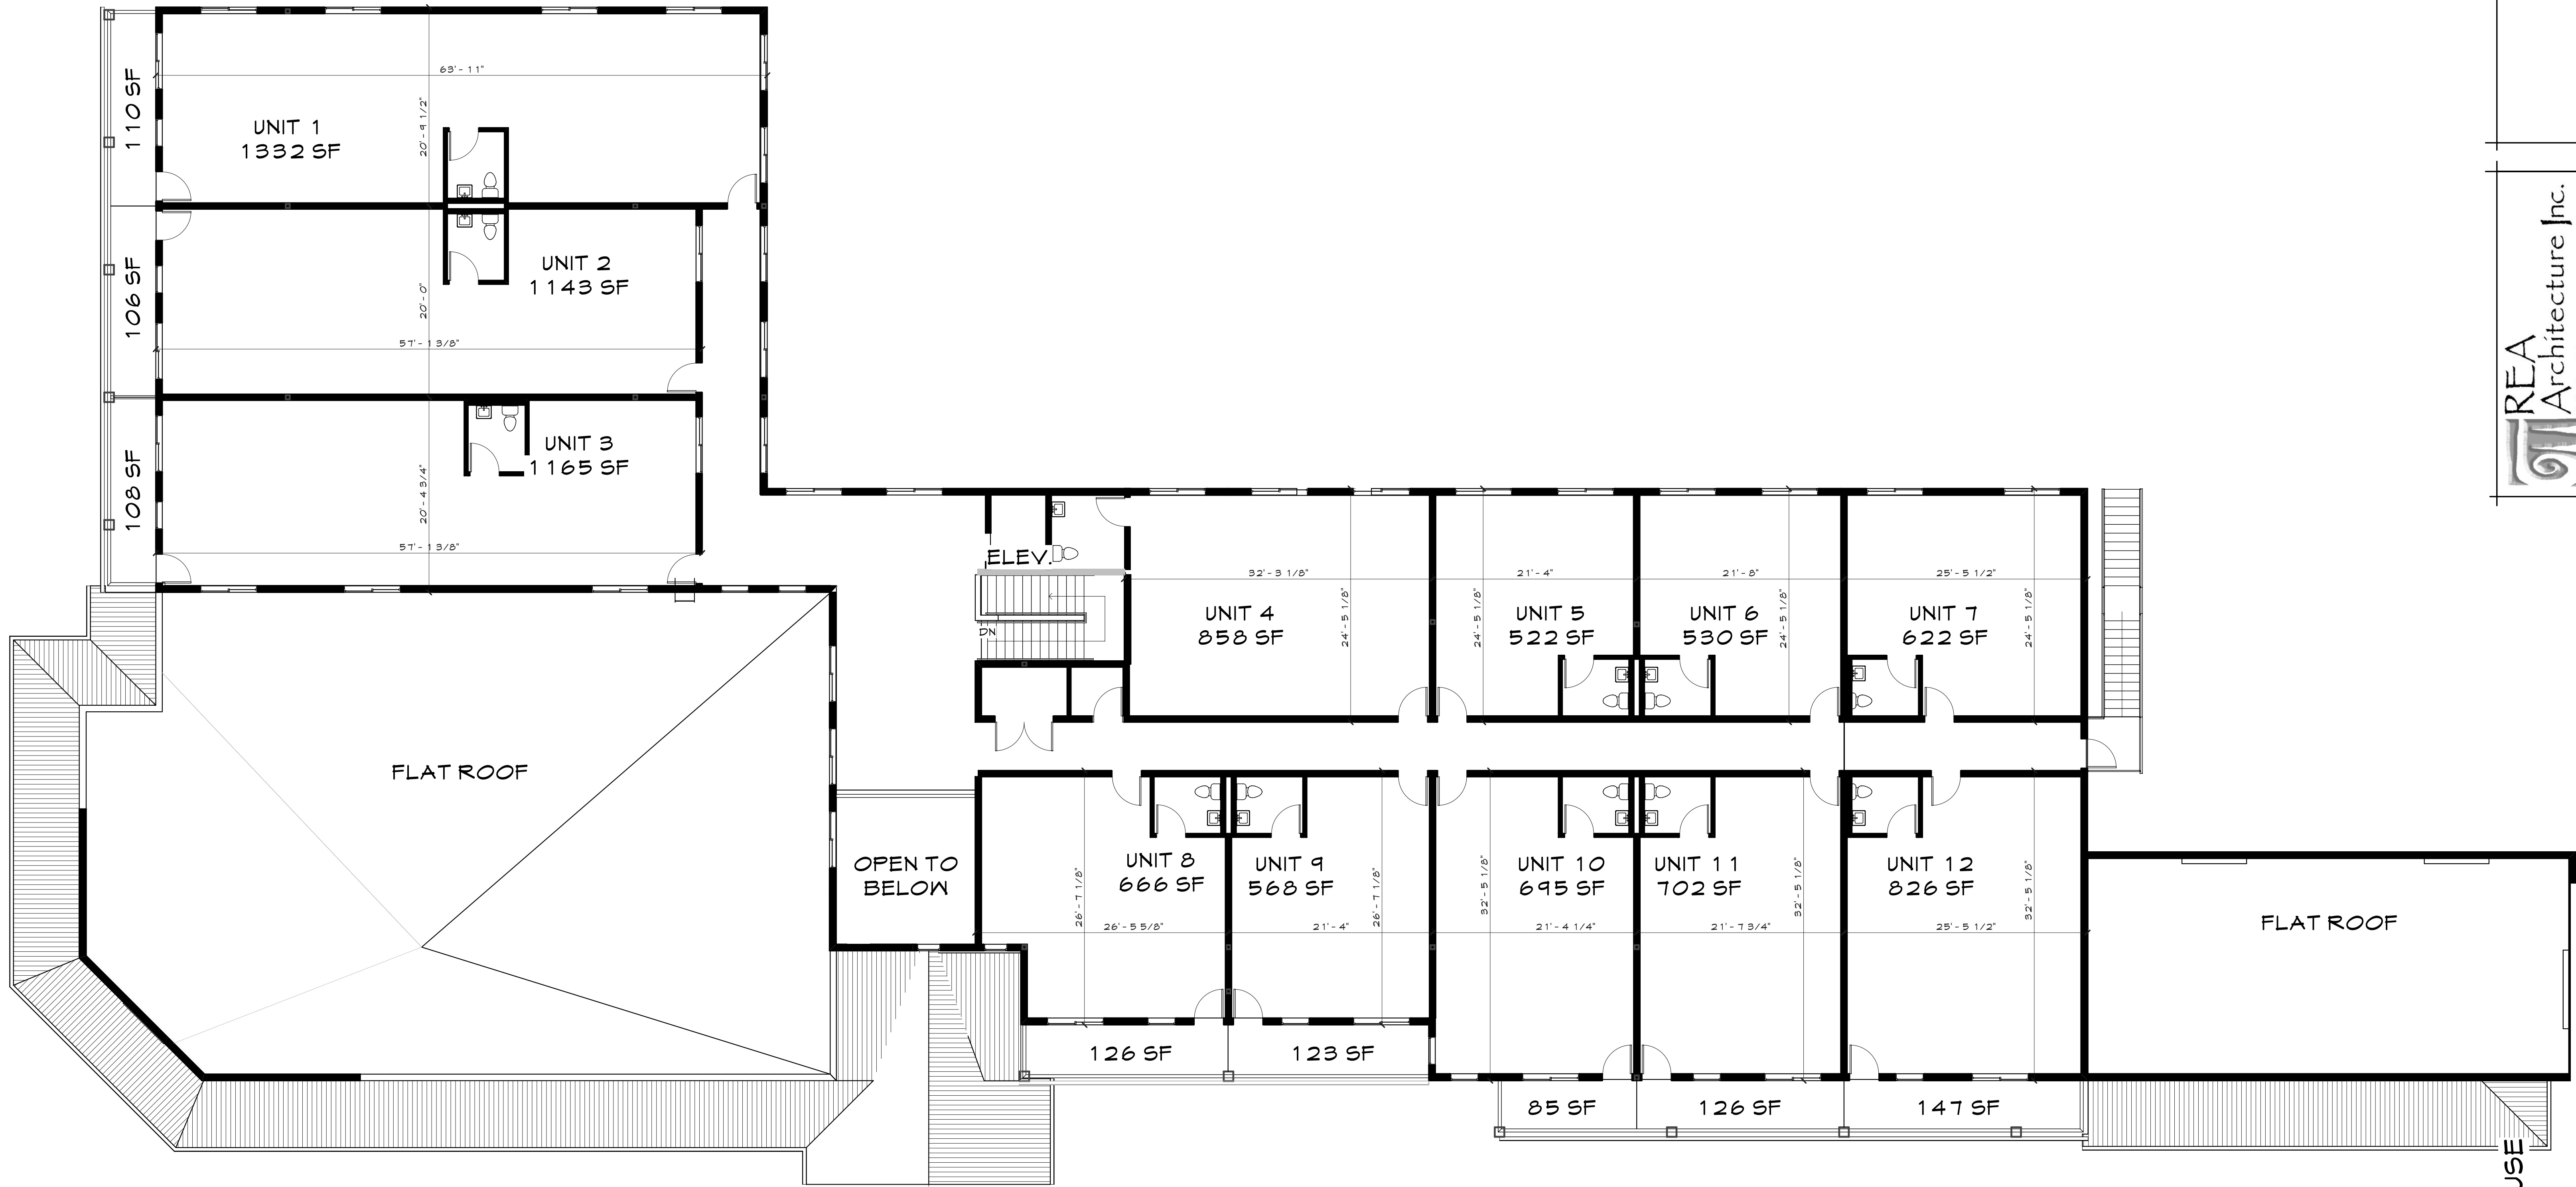 63'- 11"
110 SF
UNIT 1
1332 SF
20'- 9 1/2"
106 SF
UNIT 2
1143 SF
20'- 0"
57'- 1 3/8"
108 SF
UNIT 3
1165 SF
20'- 4 3/4"
57'- 1 3/8"
REA
Architecture Inc.
ELEV.
DN
32'- 3 1/8"
UNIT 4
858 SF
24'- 5 1/8"
21'- 4"
24'- 5 1/8"
UNIT 5
522 SF
21'- 8"
UNIT 6
530 SF
24'- 5 1/8"
25'- 5 1/2"
UNIT 7
622 SF
24'- 5 1/8"
FLAT ROOF
OPEN TO
BELOW
26'- 7 1/8"
UNIT 8
666 SF
26'- 5 5/8"
UNIT 9
568 SF
26'- 7 1/8"
21'- 4"
32'- 5 1/8"
UNIT 10
695 SF
21'- 4 1/4"
UNIT 11
702 SF
32'- 5 1/8"
21'- 7 3/4"
UNIT 12
826 SF
32'- 5 1/8"
25'- 5 1/2"
FLAT ROOF
126 SF
123 SF
85 SF
126 SF
147 SF
USE